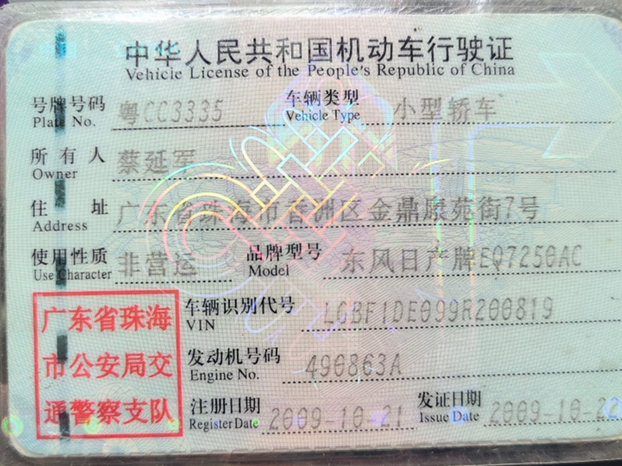 中华人民共和国机动车行驶证
Vehicle License of the People's Republic of China
号牌号码 粤CC3335 车辆类型 小型轿车
Plate No. Vehicle Type
所有人 蔡延军
Owner
住址 广东省珠海市香洲区金鼎康苑街7号
Address
使用性质 非营运 品牌型号 东风日产牌EQ7250AC
Use Character Model
广东省珠海
市公安局交
通警察支队
车辆识别代号 LGBF1DE099R200819
VIN
发动机号码 490863A
Engine No.
注册日期 2009-10-21 发证日期 2009-10-22
Register Date Issue Date